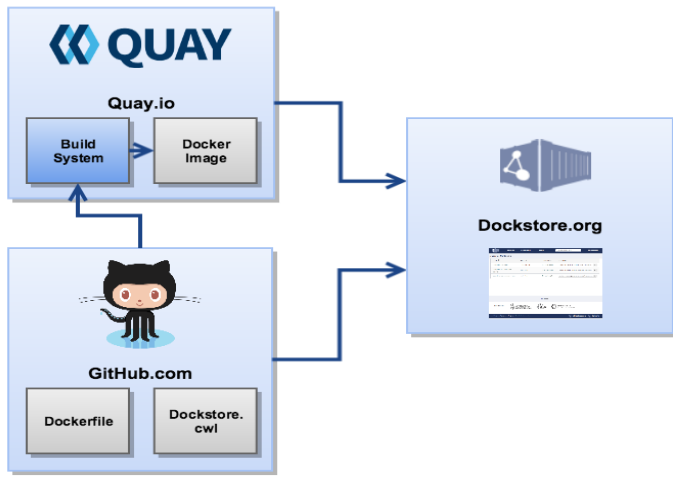 QUAY
Quay.io
Build
System
Docker
Image
GitHub.com
Dockerfile
Dockstore.
cwl
Dockstore.org